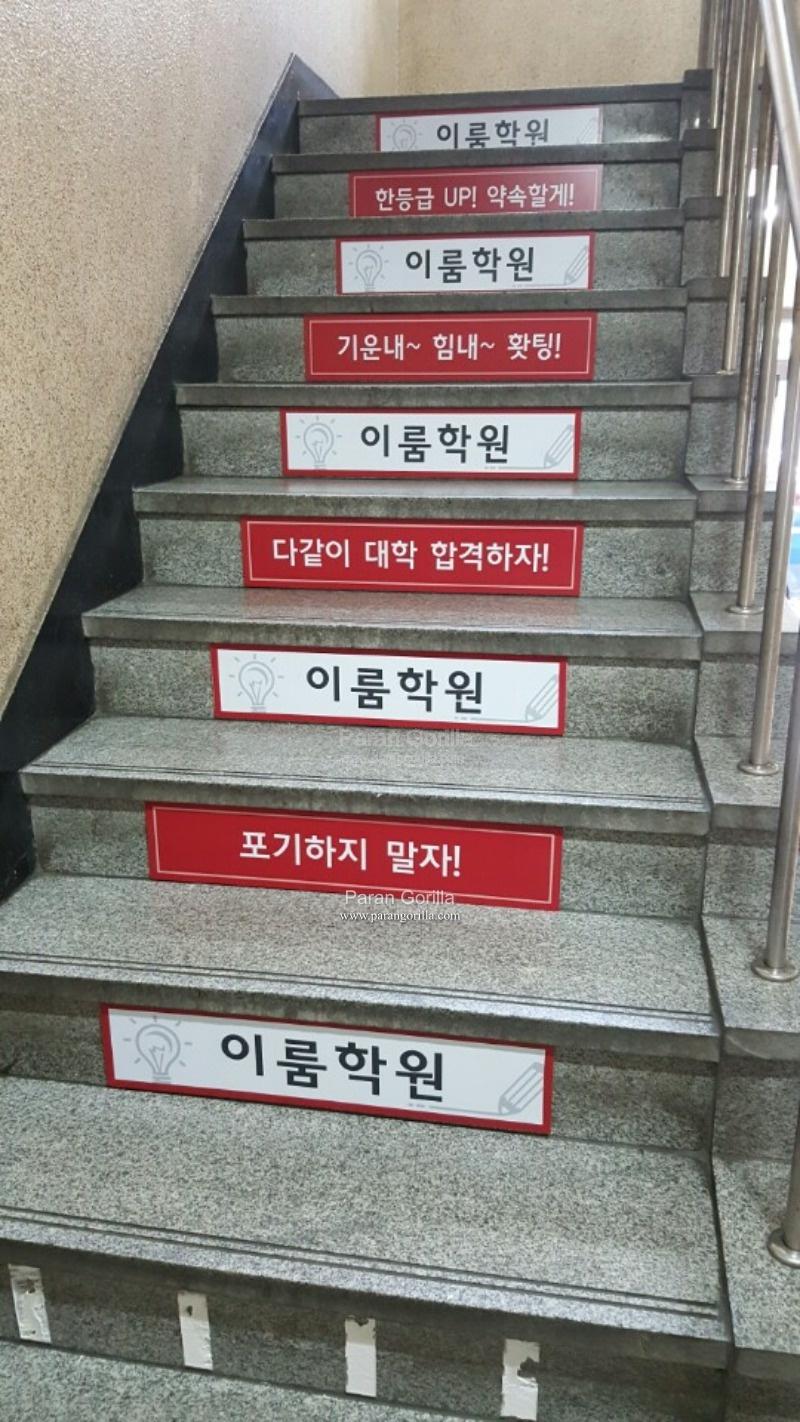 이룸학원
한등급 UP! 약속할게!
이룸학원
기운내~ 힘내~ 홧팅!
이룸학원
다같이 대학 합격하자!
이룸학원
Paran Gorilla
포기하지 말자!
Paran Gorilla
www.parangorilla.com
이룸학원